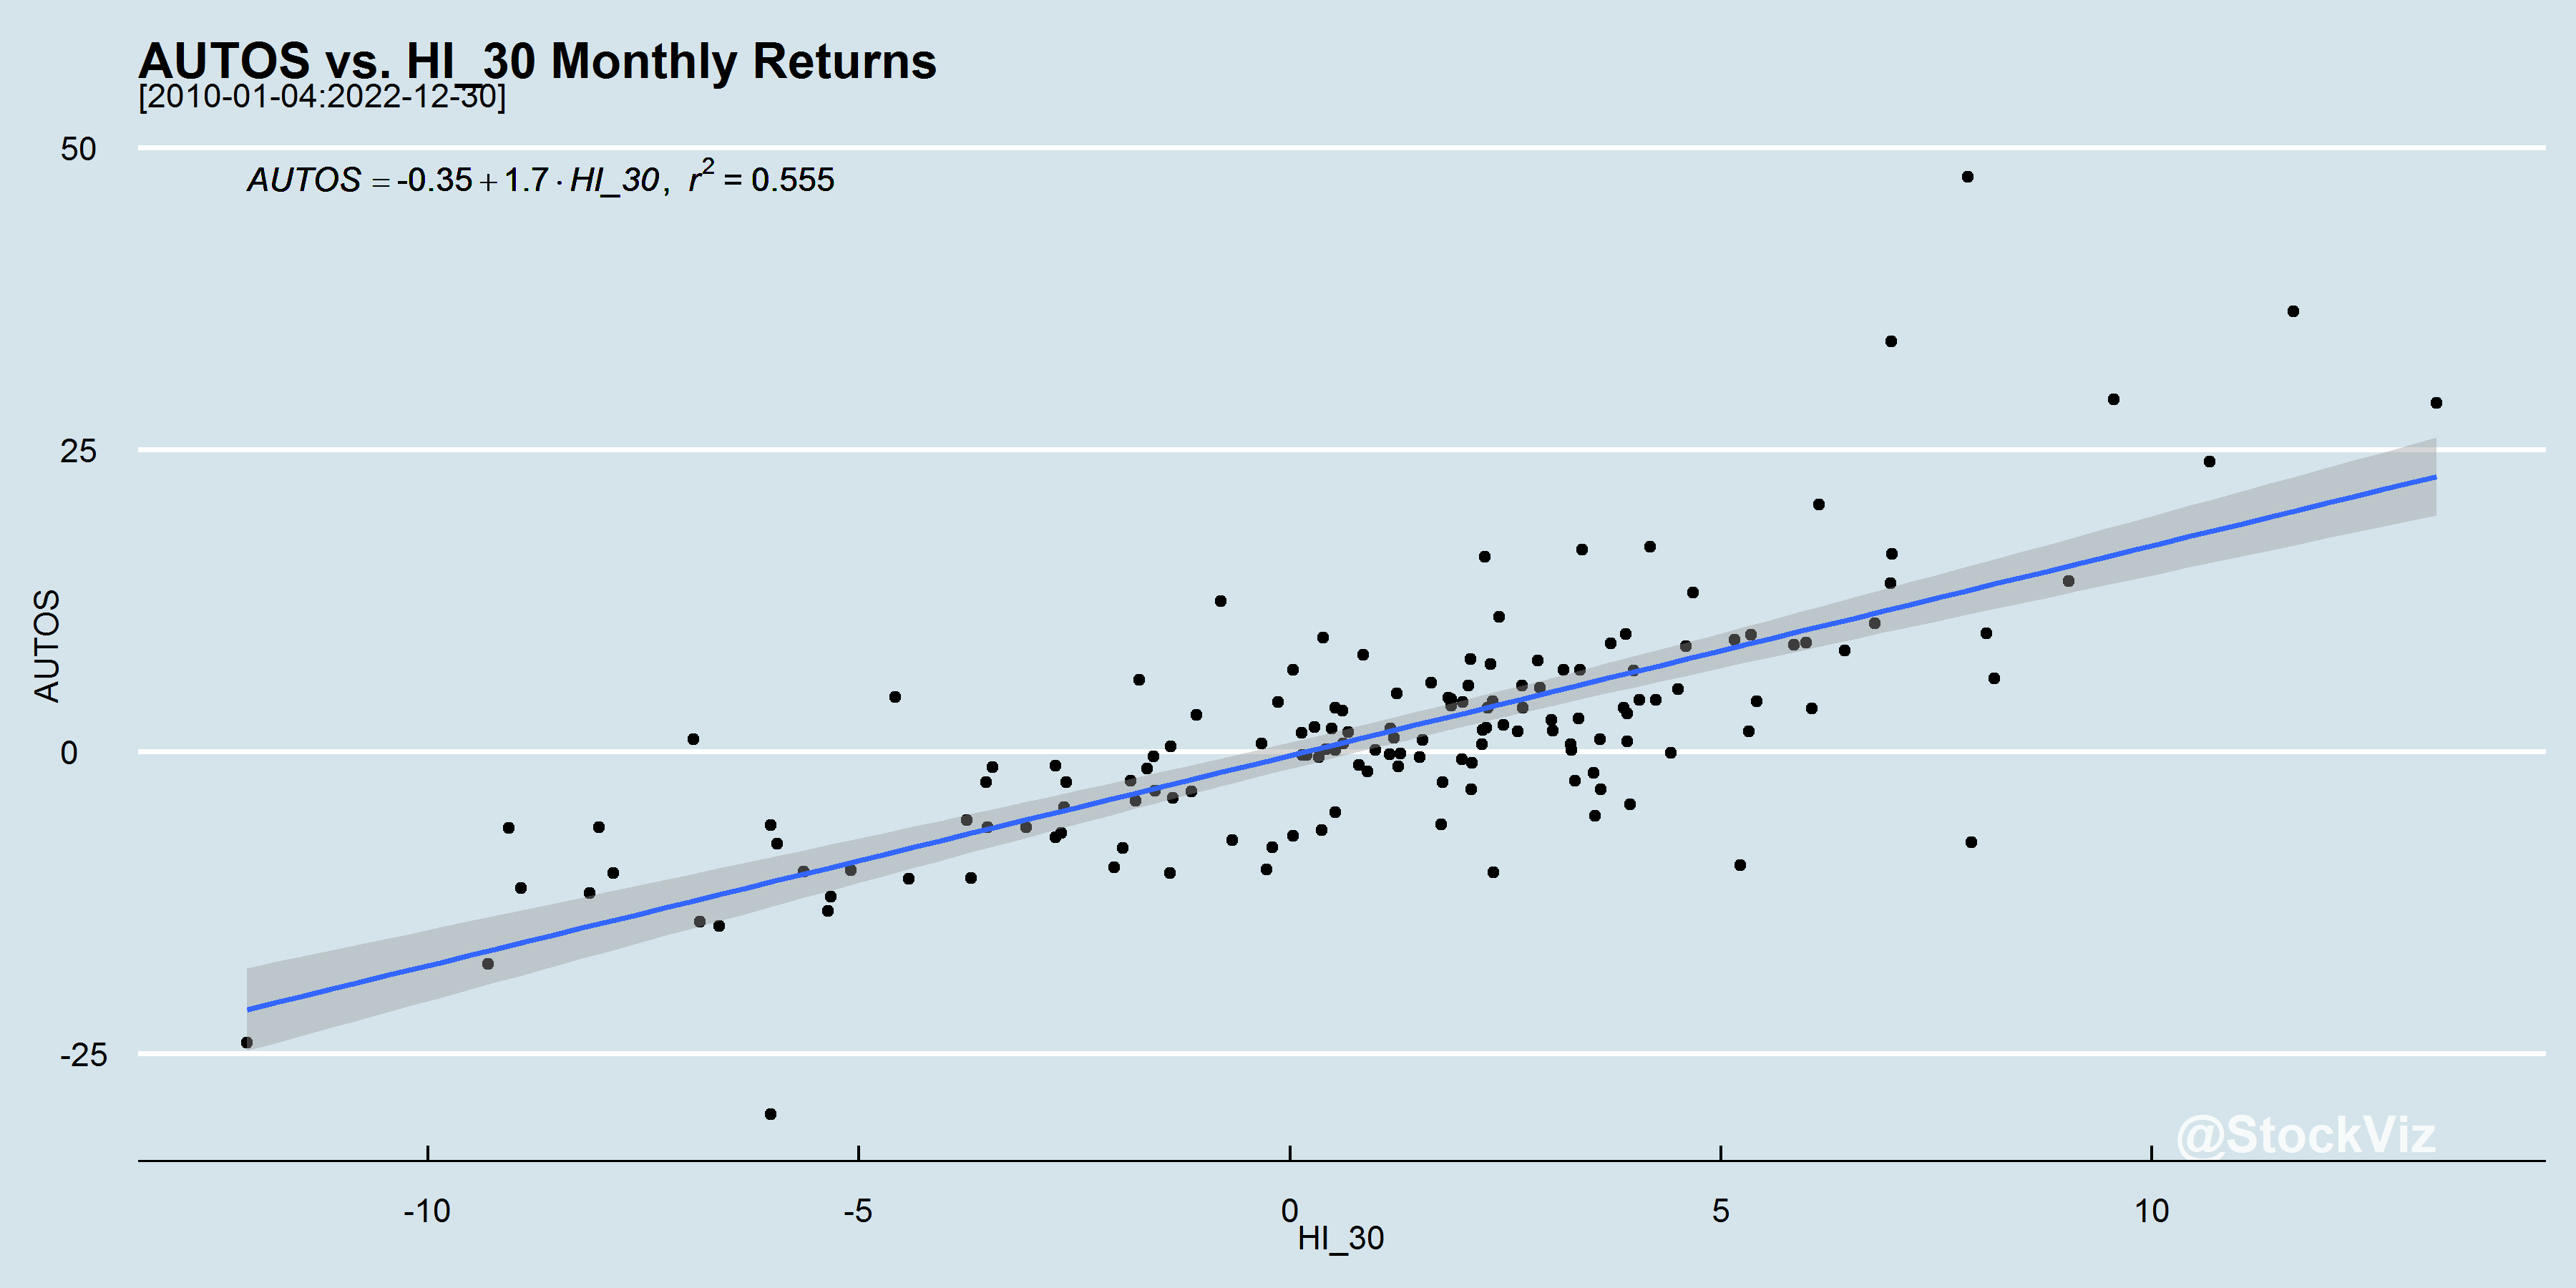 AUTOS vs. HI_30 Monthly Returns
[2010-01-04:2022-12-30]
AUTOS = -0.35 + 1.7 · HI_30, r² = 0.555
50
25
0
-25
AUTOS
@StockViz
-10 -5 0 5 10
HI_30